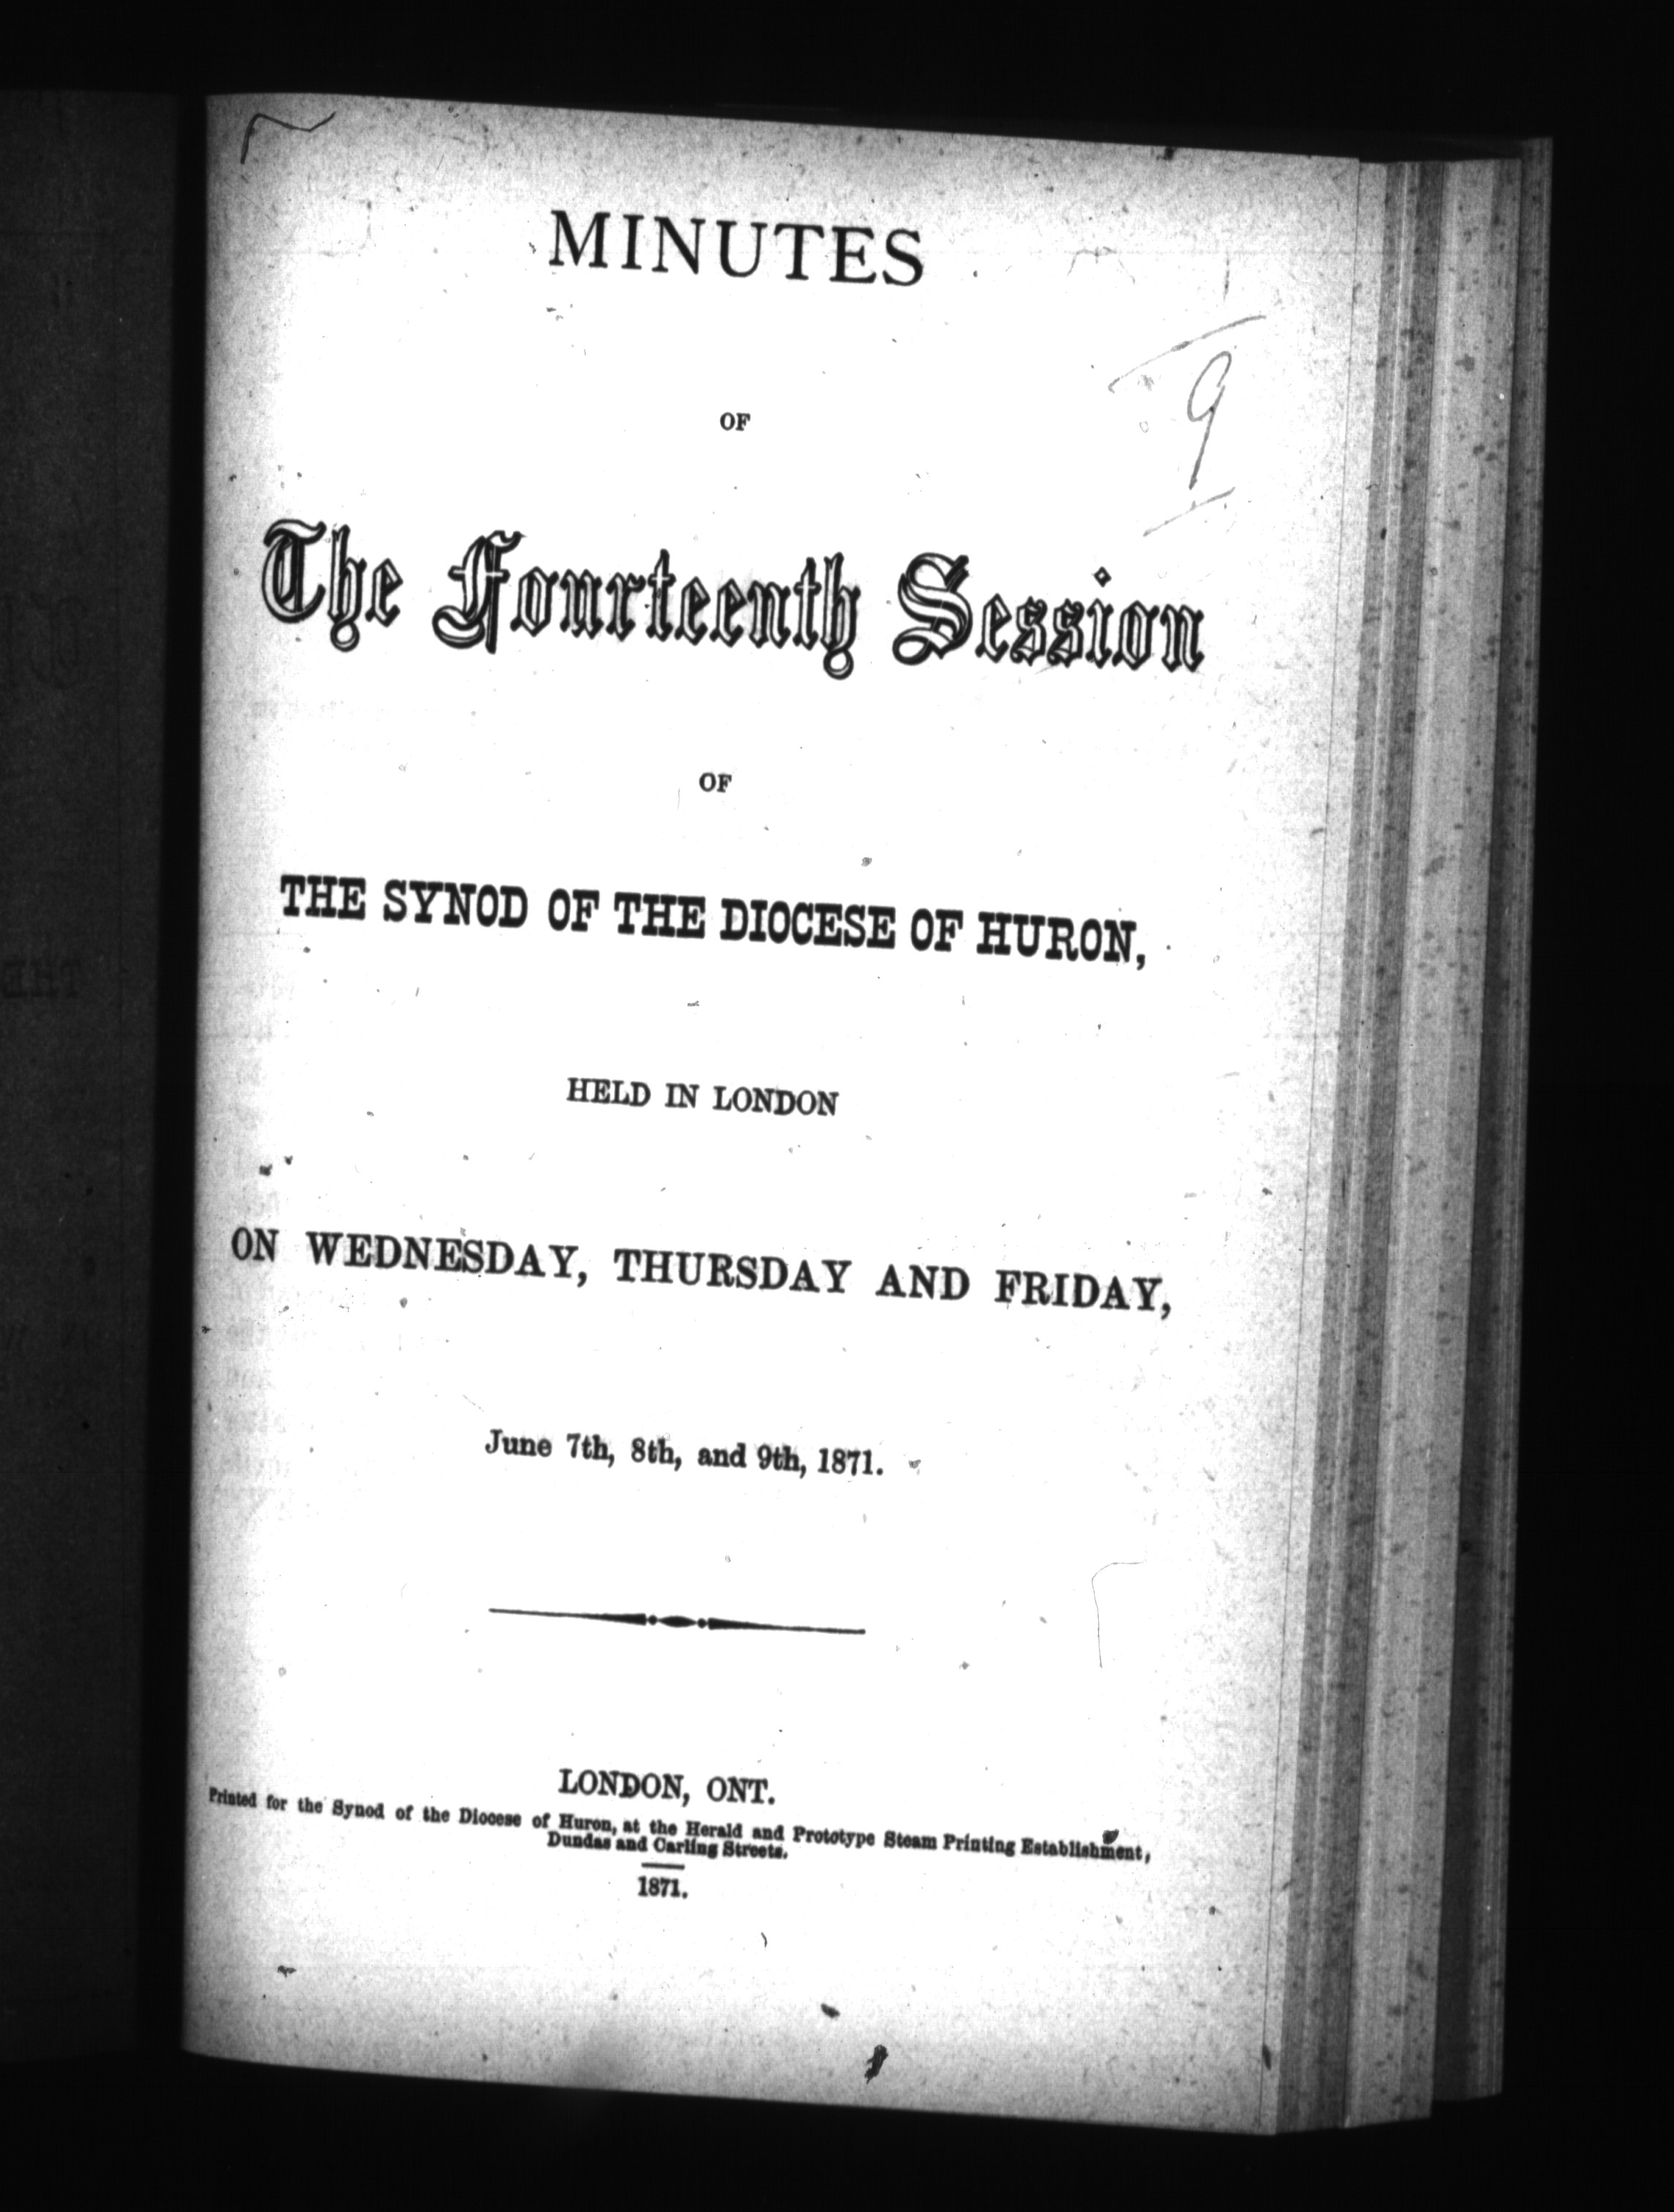 MINUTES
OF
9
The Fourteenth Session
OF
THE SYNOD OF THE DIOCESE OF HURON,
HELD IN LONDON
ON WEDNESDAY, THURSDAY AND FRIDAY,
June 7th, 8th, and 9th, 1871.
LONDON, ONT.
Printed for the Synod of the Diocese of Huron, at the Herald and Prototype Steam Printing Establishment,
Dundas and Carling Streets.
1871.